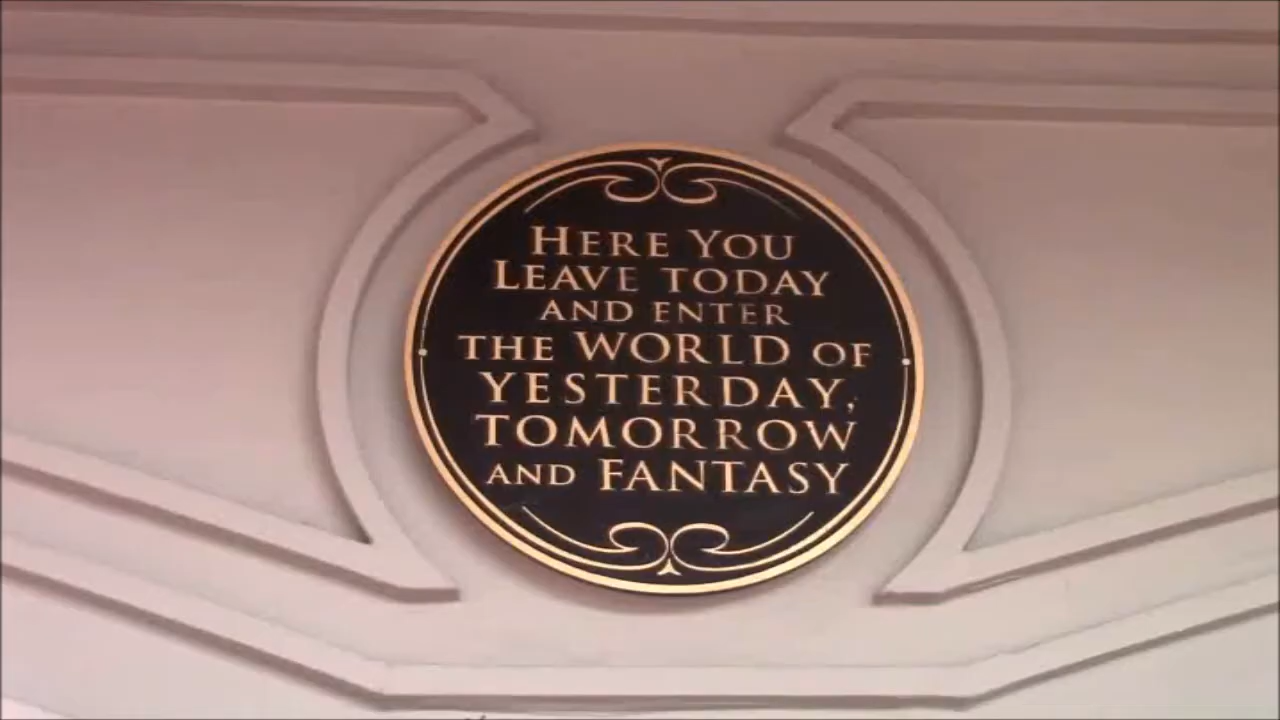 HERE YOU
LEAVE TODAY
AND ENTER
THE WORLD OF
YESTERDAY,
TOMORROW
AND FANTASY